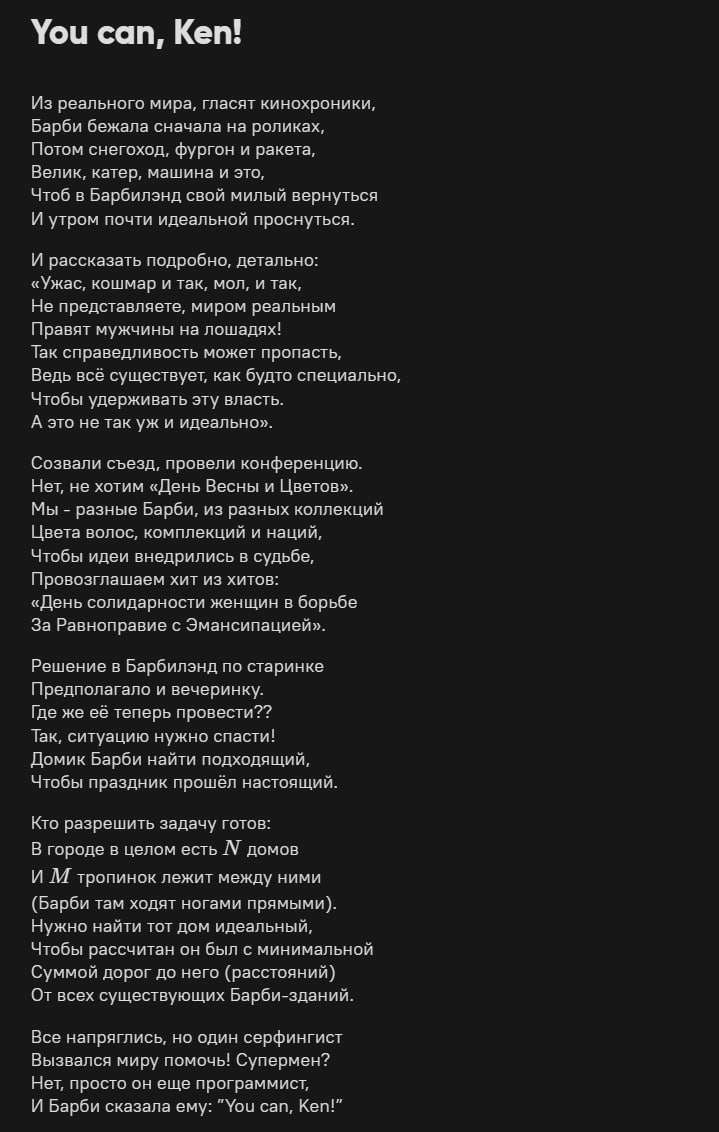 You can, Ken!
Из реального мира, гласят кинохроники,
Барби бежала сначала на роликах,
Потом снегоход, фургон и ракета,
Велик, катер, машина и это,
Чтоб в Барбилэнд свой милый вернуться
И утром почти идеальной проснуться.
И рассказать подробно, детально:
«Ужас, кошмар и так, мол, и так,
Не представляете, миром реальным
Правят мужчины на лошадях!
Так справедливость может пропасть,
Ведь всё существует, как будто специально,
Чтобы удерживать эту власть.
А это не так уж и идеально».
Созвали съезд, провели конференцию.
Нет, не хотим «День Весны и Цветов».
Мы - разные Барби, из разных коллекций
Цвета волос, комплекций и наций,
Чтобы идеи внедрились в судьбе,
Провозглашаем хит из хитов:
«День солидарности женщин в борьбе
За Равноправие с Эмансипацией».
Решение в Барбилэнд по старинке
Предполагало и вечеринку.
Где же её теперь провести??
Так, ситуацию нужно спасти!
Домик Барби найти подходящий,
Чтобы праздник прошёл настоящий.
Кто разрешить задачу готов:
В городе в целом есть N домов
И M тропинок лежит между ними
(Барби там ходят ногами прямыми).
Нужно найти тот дом идеальный,
Чтобы рассчитан он был с минимальной
Суммой дорог до него (расстояний)
От всех существующих Барби-зданий.
Все напряглись, но один серфингист
Вызвался миру помочь! Супермен?
Нет, просто он еще программист,
И Барби сказала ему: ”You can, Ken!”